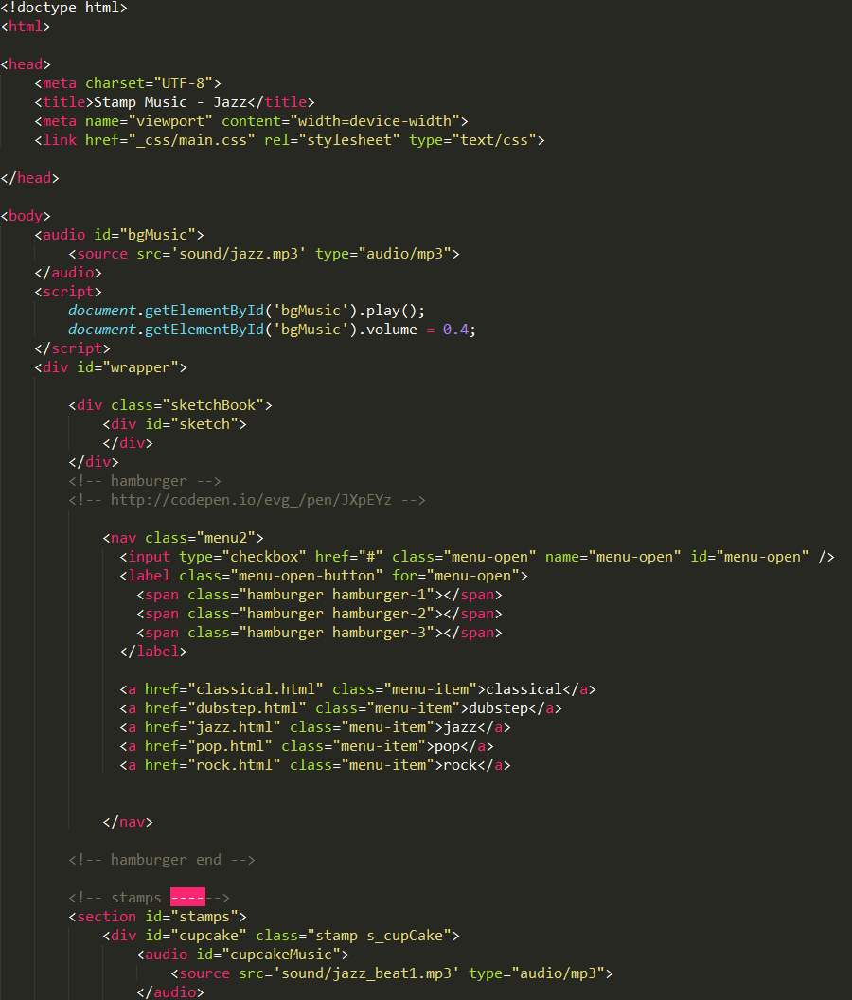 <!doctype html>
<html>
<head>
<meta charset="UTF-8">
<title>Stamp Music - Jazz</title>
<meta name="viewport" content="width=device-width">
<link href="_css/main.css" rel="stylesheet" type="text/css">
</head>
<body>
<audio id="bgMusic">
<source src='sound/jazz.mp3' type="audio/mp3">
</audio>
<script>
document.getElementById('bgMusic').play();
document.getElementById('bgMusic').volume = 0.4;
</script>
<div id="wrapper">
<div class="sketchBook">
<div id="sketch">
</div>
</div>
<!-- hamburger -->
<!-- http://codepen.io/evg_/pen/JXpEYz -->
<nav class="menu2">
<input type="checkbox" href="#" class="menu-open" name="menu-open" id="menu-open" />
<label class="menu-open-button" for="menu-open">
<span class="hamburger hamburger-1"></span>
<span class="hamburger hamburger-2"></span>
<span class="hamburger hamburger-3"></span>
</label>
<a href="classical.html" class="menu-item">classical</a>
<a href="dubstep.html" class="menu-item">dubstep</a>
<a href="jazz.html" class="menu-item">jazz</a>
<a href="pop.html" class="menu-item">pop</a>
<a href="rock.html" class="menu-item">rock</a>
</nav>
<!-- hamburger end -->
<!-- stamps ------>
<section id="stamps">
<div id="cupcake" class="stamp s_cupCake">
<audio id="cupcakeMusic">
<source src='sound/jazz_beat1.mp3' type="audio/mp3">
</audio>